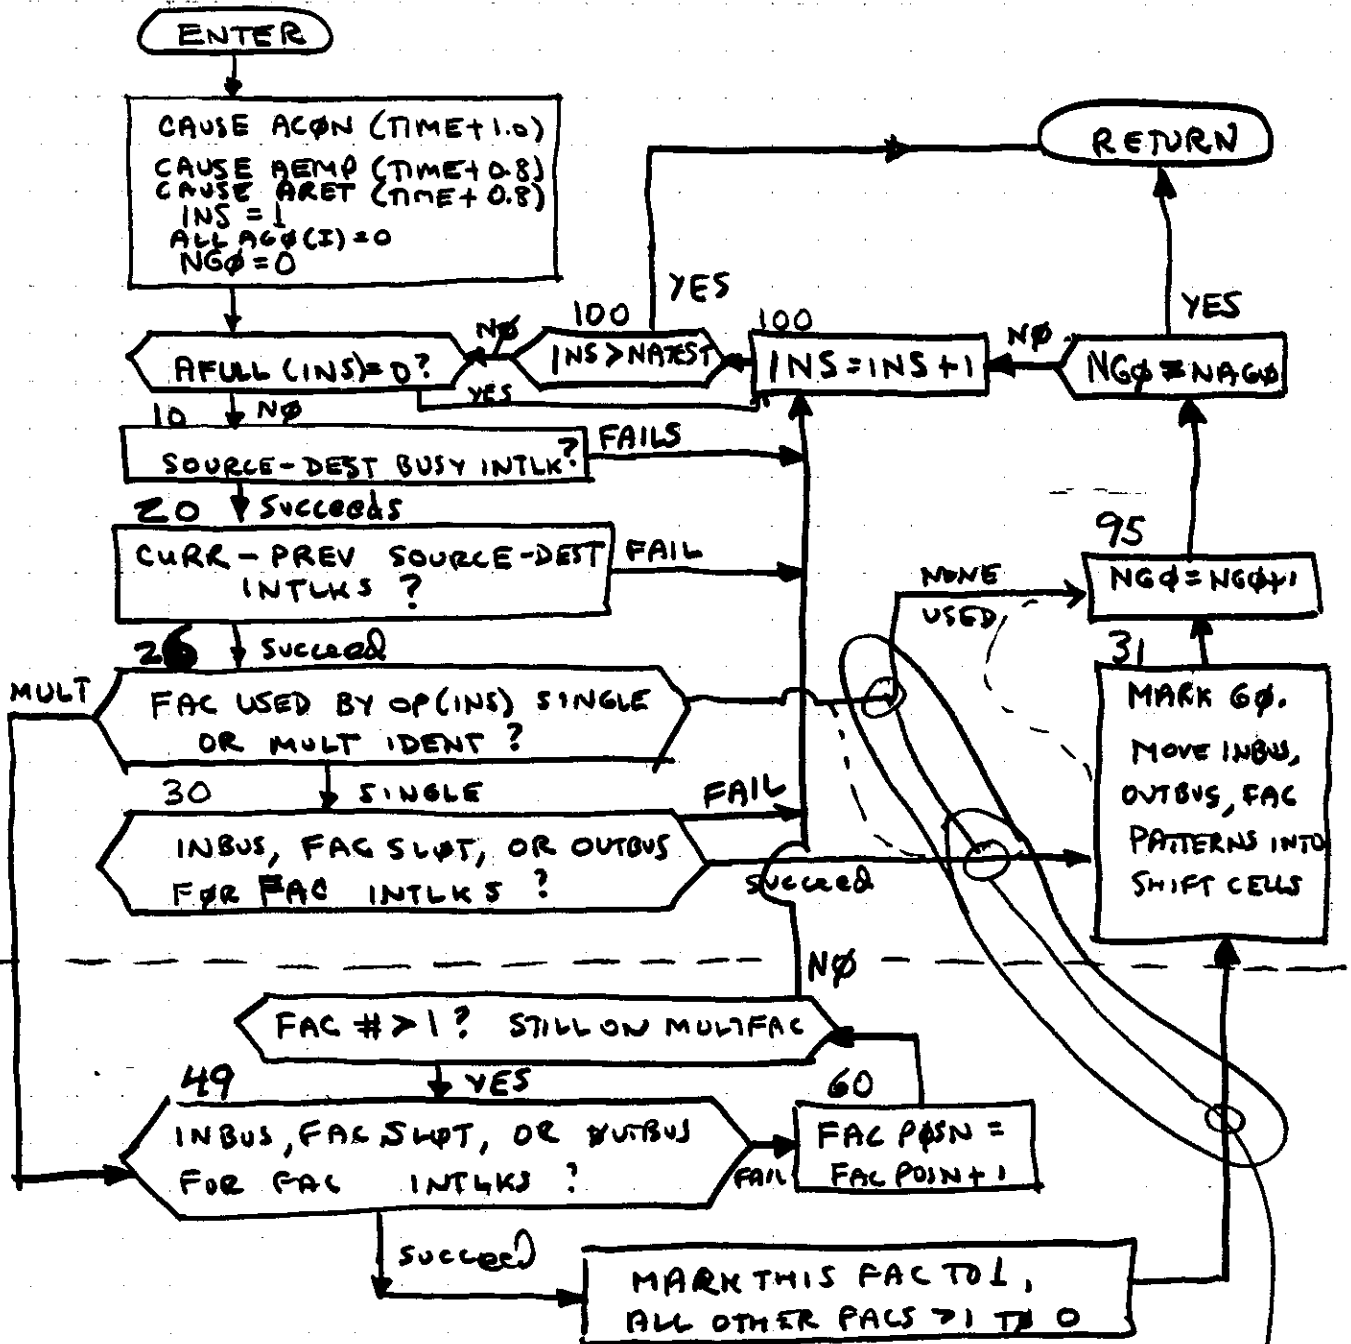 ENTER
CAUSE ACØN (TIME+1.0)
CAUSE AEMP (TIME+0.8)
CAUSE ARET (TIME+0.8)
INS = 1
ALL AGØ(I)=0
NGØ=0
RETURN
YES
YES
100
100
NØ
NØ
AFULL (INS)=0?
INS>NATEST
INS=INS+1
NGØ=NAGØ
YES
10
NØ
FAILS
SOURCE-DEST BUSY INTLK?
20
Succeeds
CURR-PREV SOURCE-DEST
INTLKS ?
FAIL
95
NGØ=NGØ+1
NONE
USED
26
Succeed
31
MULT
FAC USED BY OP(INS) SINGLE
OR MULT IDENT ?
MARK GØ.
MOVE INBUS,
OUTBUS, FAC
PATTERNS INTO
SHIFT CELLS
30
SINGLE
FAIL
INBUS, FAC SLØT, OR OUTBUS
FØR FAC INTLKS ?
Succeed
NØ
FAC # > 1? STILL ON MULTFAC
49
YES
60
INBUS, FAC SLØT, OR ØUTBUS
FOR FAC INTLKS ?
FAIL
FAC PØSN =
FAC POSN+1
Succeed
MARK THIS FAC TO 1,
ALL OTHER FACS >1 TØ 0